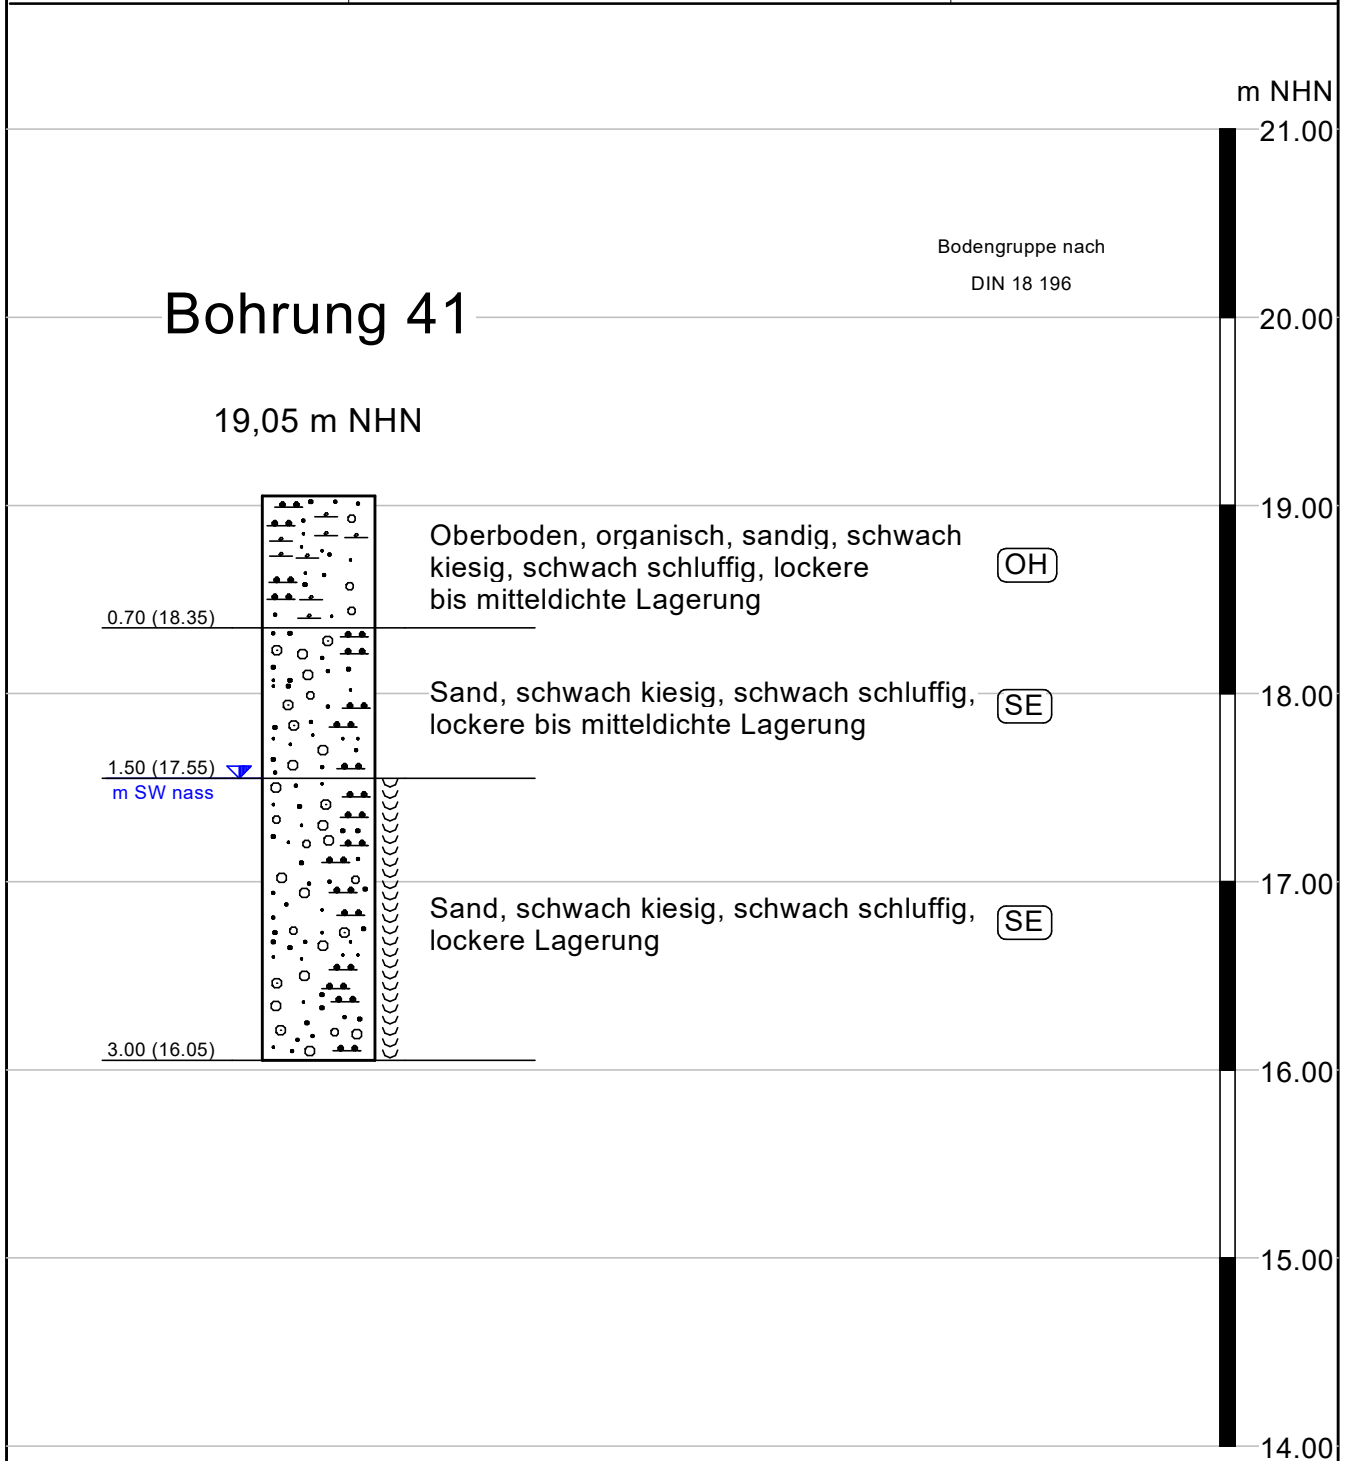 m NHN
21.00
Bodengruppe nach
DIN 18 196
Bohrung 41
20.00
19,05 m NHN
19.00
Oberboden, organisch, sandig, schwach
kiesig, schwach schluffig, lockere
bis mitteldichte Lagerung
OH
0.70 (18.35)
Sand, schwach kiesig, schwach schluffig,
lockere bis mitteldichte Lagerung
SE
18.00
1.50 (17.55)
m SW nass
17.00
Sand, schwach kiesig, schwach schluffig,
lockere Lagerung
SE
3.00 (16.05)
16.00
15.00
14.00